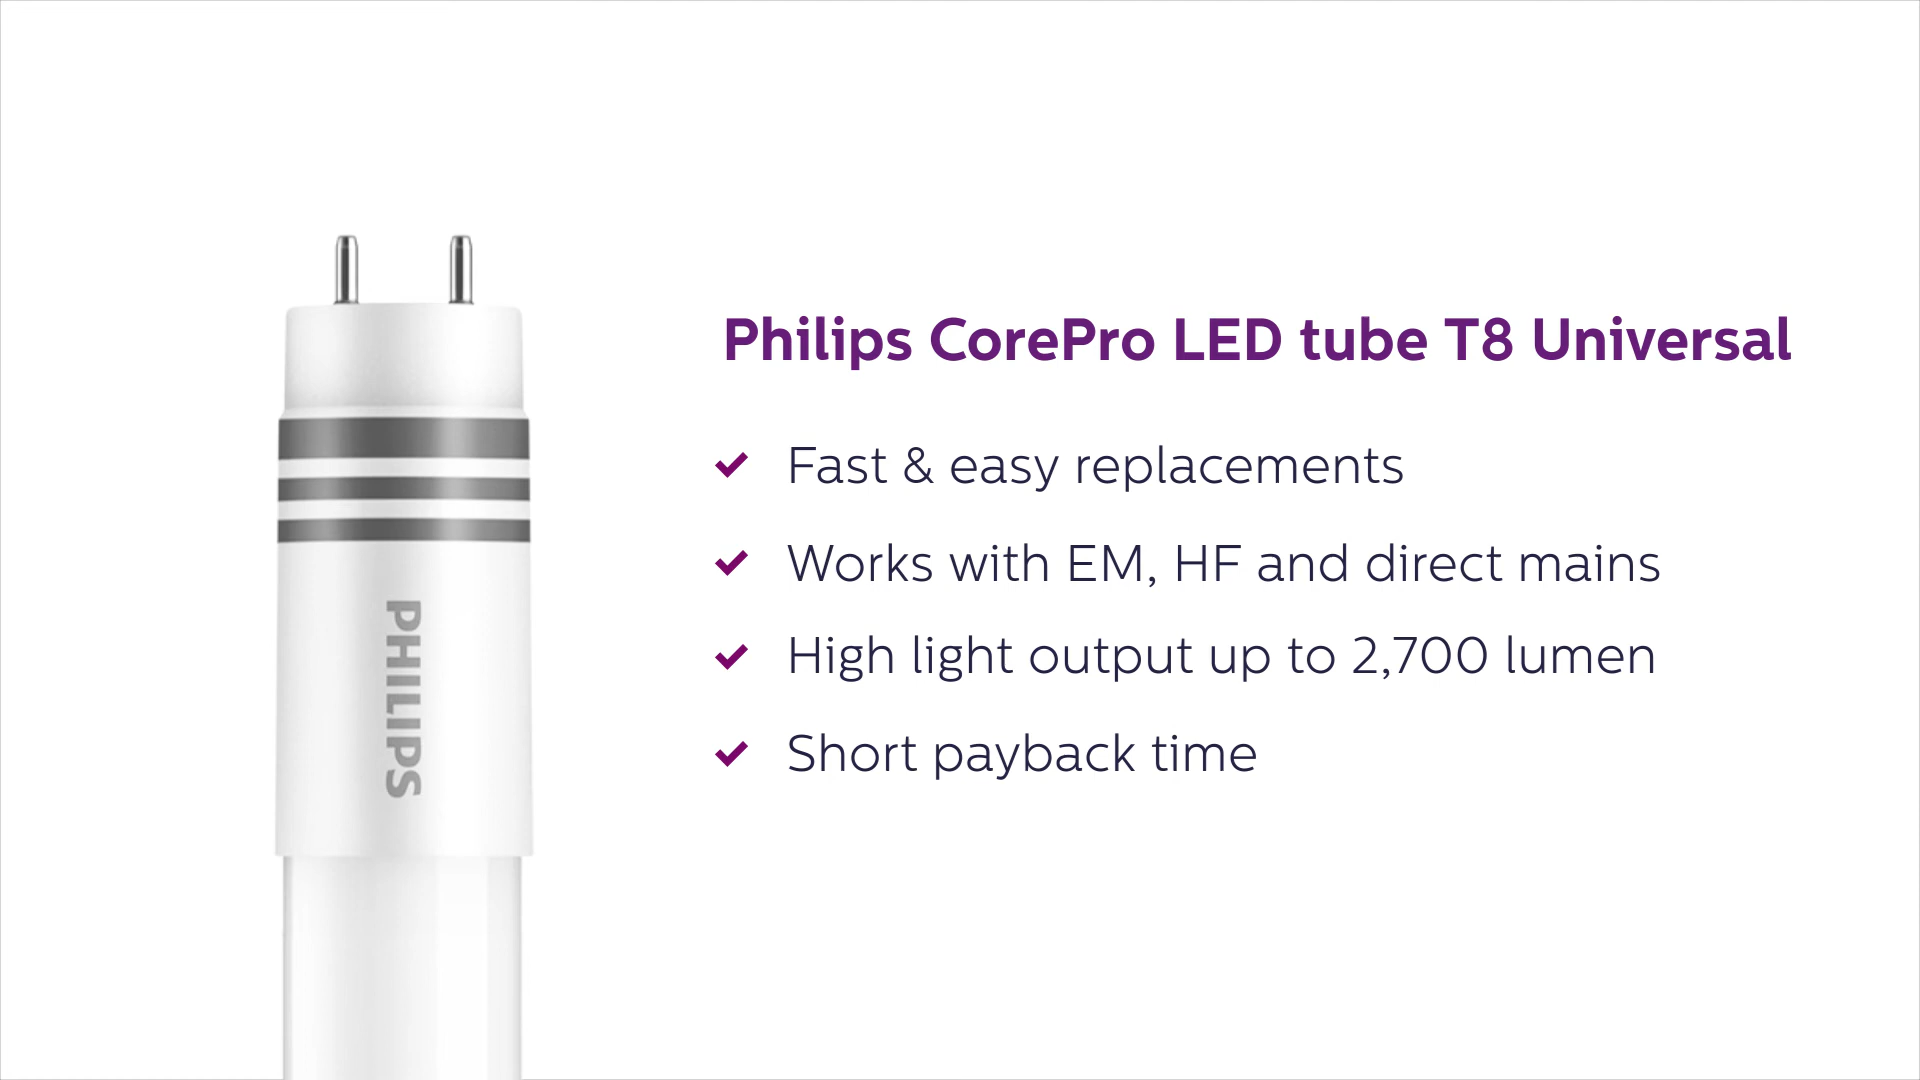 Philips CorePro LED tube T8 Universal
Fast & easy replacements
Works with EM, HF and direct mains
High light output up to 2,700 lumen
Short payback time
PHILIPS